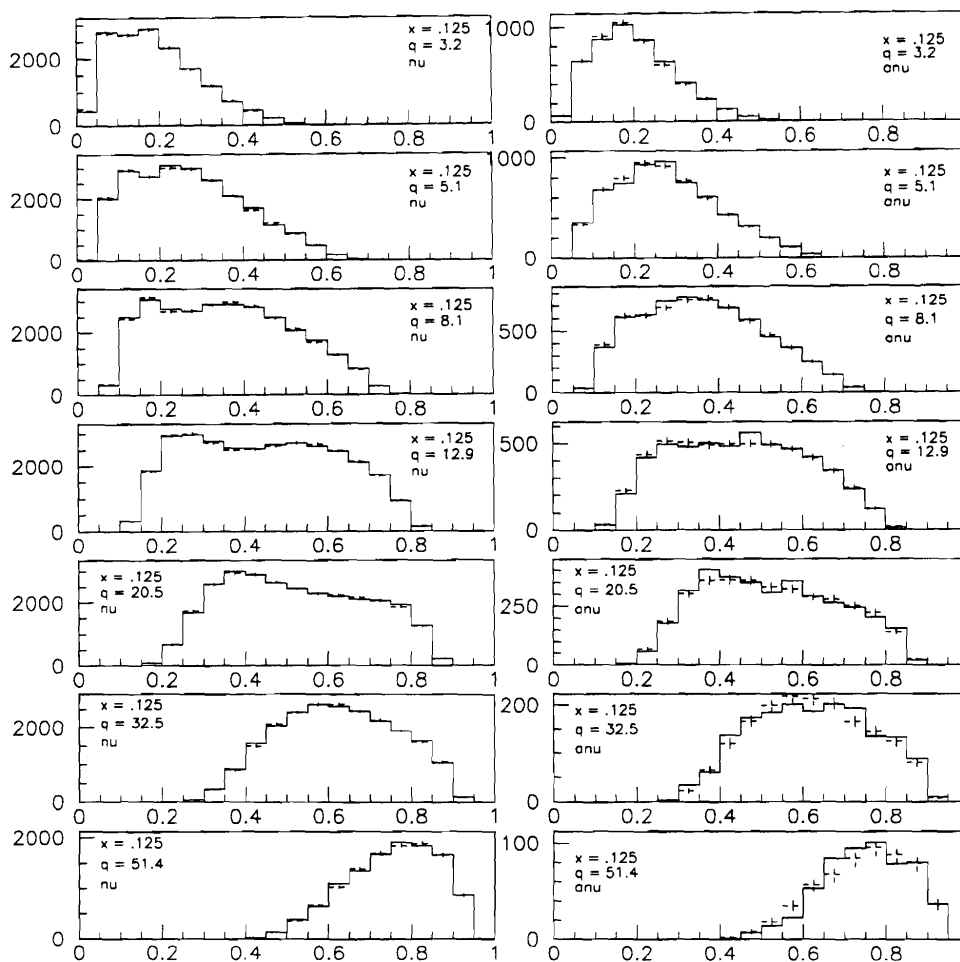 2000
0
x = .125
q = 3.2
nu
0 0.2 0.4 0.6 0.8 1
1000
0
x = .125
q = 3.2
anu
0 0.2 0.4 0.6 0.8
2000
0
x = .125
q = 5.1
nu
0 0.2 0.4 0.6 0.8 1
1000
0
x = .125
q = 5.1
anu
0 0.2 0.4 0.6 0.8
2000
0
x = .125
q = 8.1
nu
0 0.2 0.4 0.6 0.8 1
500
0
x = .125
q = 8.1
anu
0 0.2 0.4 0.6 0.8
2000
0
x = .125
q = 12.9
nu
0 0.2 0.4 0.6 0.8 1
500
0
x = .125
q = 12.9
anu
0 0.2 0.4 0.6 0.8
2000
0
x = .125
q = 20.5
nu
0 0.2 0.4 0.6 0.8 1
250
0
x = .125
q = 20.5
anu
0 0.2 0.4 0.6 0.8
2000
0
x = .125
q = 32.5
nu
0 0.2 0.4 0.6 0.8 1
200
0
x = .125
q = 32.5
anu
0 0.2 0.4 0.6 0.8
2000
0
x = .125
q = 51.4
nu
0 0.2 0.4 0.6 0.8 1
100
0
x = .125
q = 51.4
anu
0 0.2 0.4 0.6 0.8